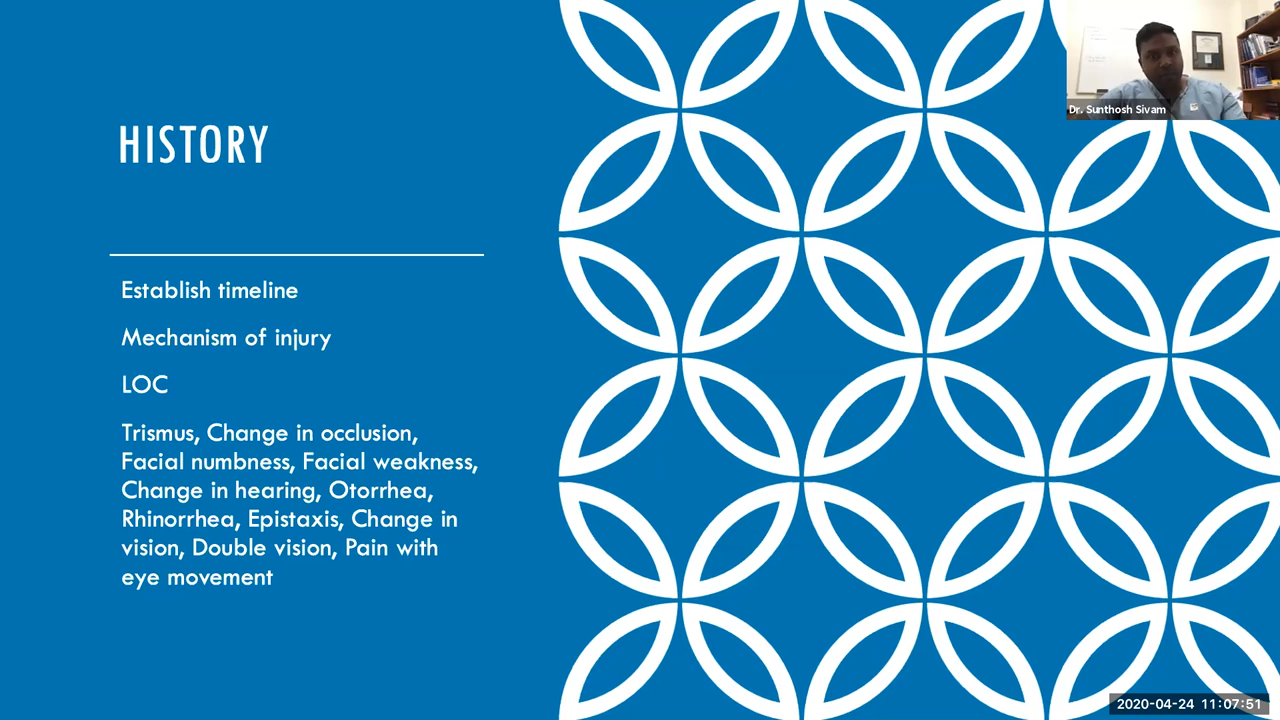 HISTORY
Establish timeline
Mechanism of injury
LOC
Trismus, Change in occlusion,
Facial numbness, Facial weakness,
Change in hearing, Otorrhea,
Rhinorrhea, Epistaxis, Change in
vision, Double vision, Pain with
eye movement
Dr. Sunthosh Sivam
2020-04-24 11:07:51